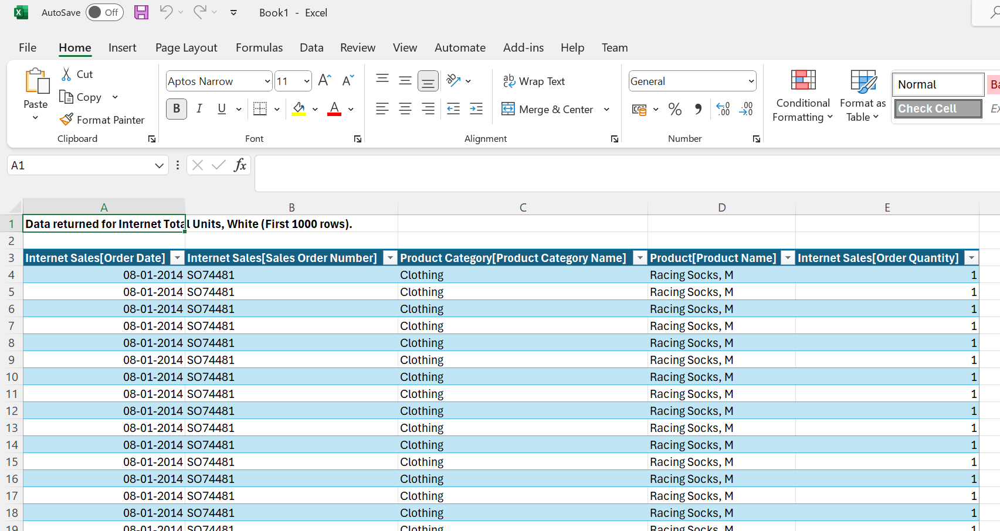 AutoSave Off Book1 - Excel
File Home Insert Page Layout Formulas Data Review View Automate Add-ins Help Team
Paste
Cut
Copy
Format Painter
Clipboard
Aptos Narrow 11
B I U A
Font
ab Wrap Text
Merge & Center
Alignment
General
% 9 .00 .00
Number
Conditional Formatting
Format as Table
Normal
Check Cell
A1 fx
A B C D E
1 Data returned for Internet Total Units, White (First 1000 rows).
2
3 Internet Sales[Order Date] Internet Sales[Sales Order Number] Product Category[Product Category Name] Product[Product Name] Internet Sales[Order Quantity]
4 08-01-2014 SO74481 Clothing Racing Socks, M 1
5 08-01-2014 SO74481 Clothing Racing Socks, M 1
6 08-01-2014 SO74481 Clothing Racing Socks, M 1
7 08-01-2014 SO74481 Clothing Racing Socks, M 1
8 08-01-2014 SO74481 Clothing Racing Socks, M 1
9 08-01-2014 SO74481 Clothing Racing Socks, M 1
10 08-01-2014 SO74481 Clothing Racing Socks, M 1
11 08-01-2014 SO74481 Clothing Racing Socks, M 1
12 08-01-2014 SO74481 Clothing Racing Socks, M 1
13 08-01-2014 SO74481 Clothing Racing Socks, M 1
14 08-01-2014 SO74481 Clothing Racing Socks, M 1
15 08-01-2014 SO74481 Clothing Racing Socks, M 1
16 08-01-2014 SO74481 Clothing Racing Socks, M 1
17 08-01-2014 SO74481 Clothing Racing Socks, M 1
18 08-01-2014 SO74481 Clothing Racing Socks, M 1
19 08-01-2014 SO74481 Clothing Racing Socks, M 1